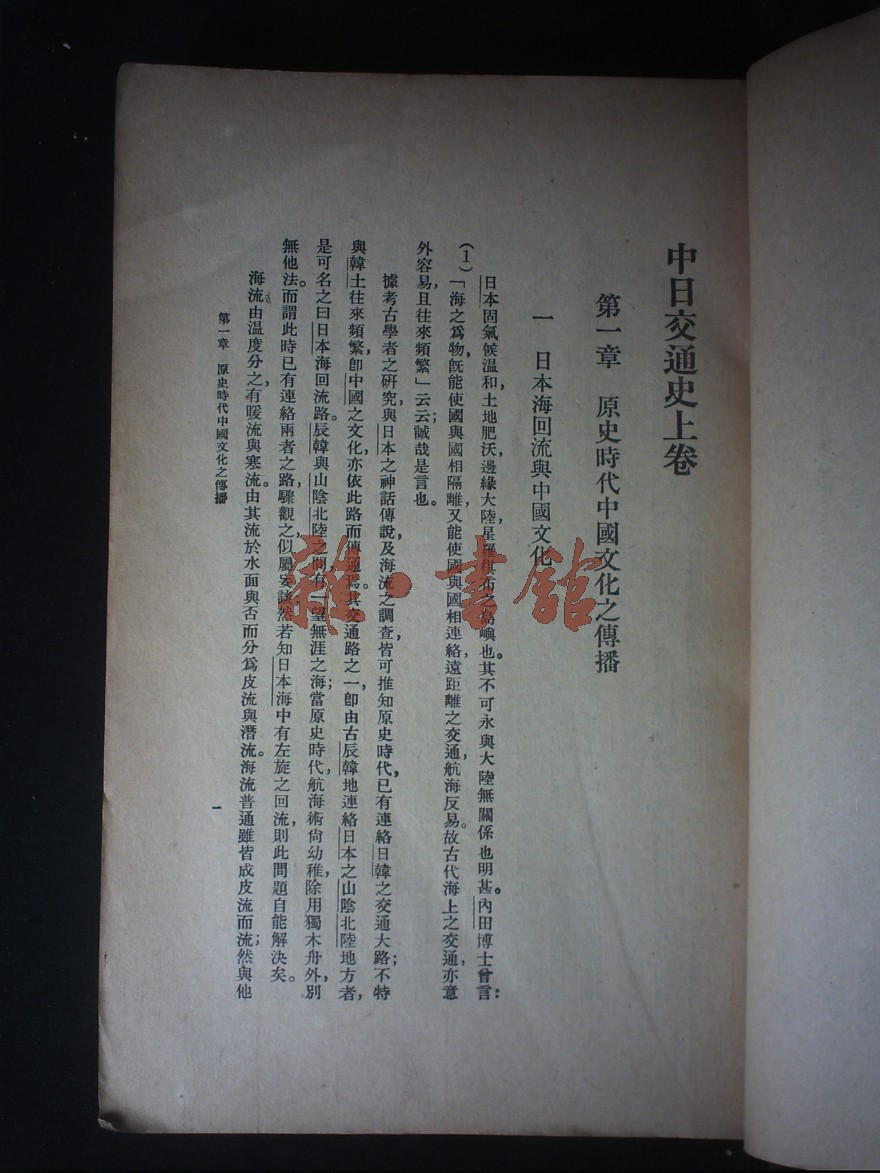 中日交通史上卷
第一章 原史時代中國文化之傳播
一 日本海回流與中國文化
日本固氣候溫和，土地肥沃，邊緣大陸，星羅棋布之島嶼也。其不可永與大陸無關係也明甚。內田博士曾言：
(1)「海之爲物，旣能使國與國相隔離，又能使國與國相連絡，遠距離之交通，航海反易。故古代海上之交通，亦意
外容易，且往來頻繁」云云；誠哉是言也。
據考古學者之研究，與日本之神話傳說，及海流之調查，皆可推知原史時代，已有連絡日韓之交通大路；不特
與韓土往來頻繁，卽中國之文化，亦依此路而傳通焉。其交通路之一，卽由古辰韓地連絡日本之山陰北陸地方者，
是可名之曰日本海回流路。辰韓與山陰北陸之間，有一望無涯之海；當原史時代，航海術尙幼稚，除用獨木舟外，別
無他法。而謂此時已有連絡兩者之路，驟觀之似屬妄談；然若知日本海中有左旋之回流，則此問題自能解決矣。
海流由溫度分之，有暖流與寒流。由其流於水面與否而分爲皮流與潛流。海流普通雖皆成皮流而流；然與他
第一章 原史時代中國文化之傳播
一
雜·書館